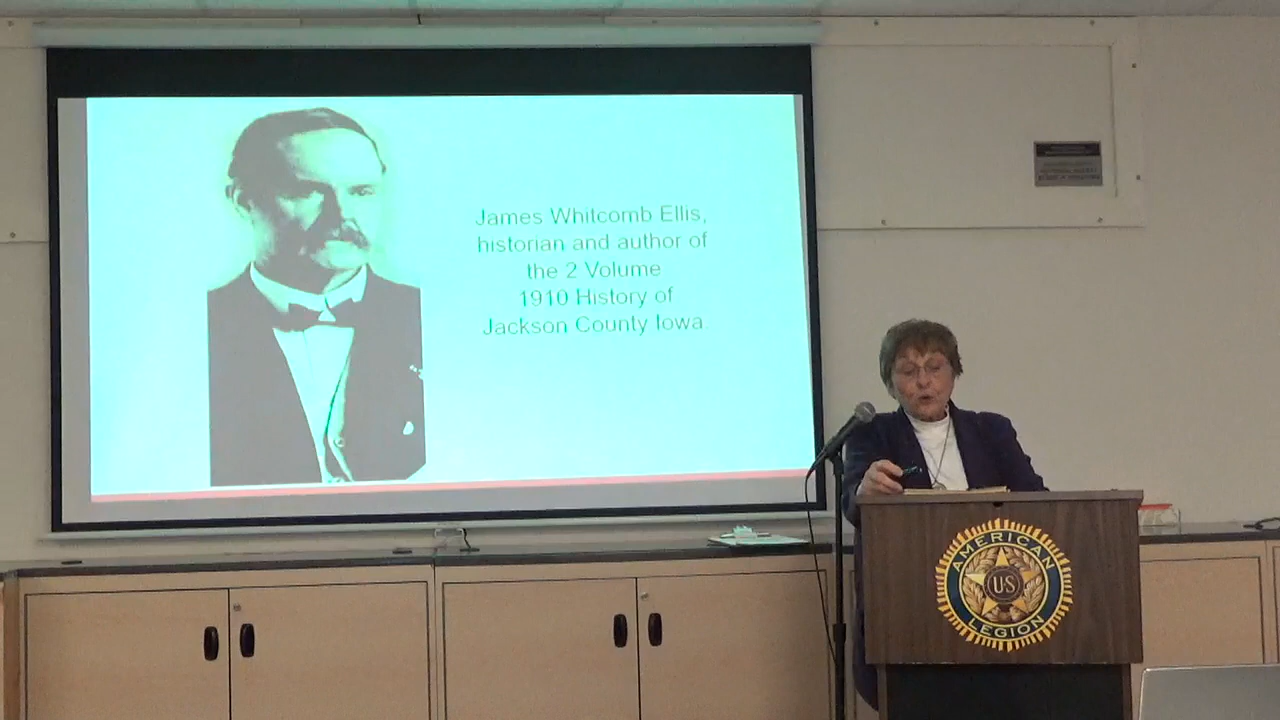 James Whitcomb Ellis,
historian and author of
the 2 Volume
1910 History of
Jackson County Iowa.
AMERICAN
US
LEGION